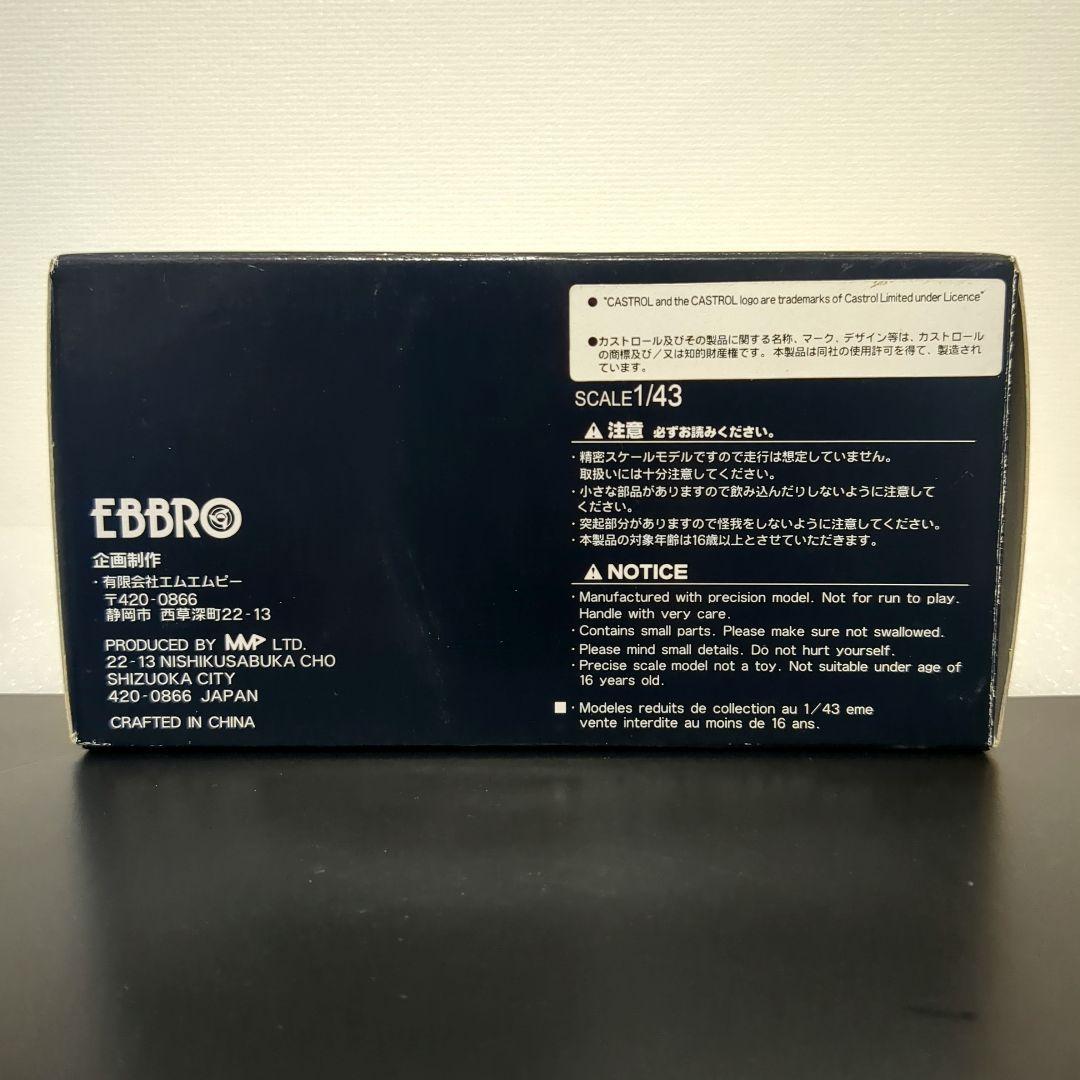 EBBRO
企画制作
・有限会社エムエムピー
〒420-0866
静岡市 西草深町22-13
PRODUCED BY MMP LTD.
22-13 NISHIKUSABUKA CHO
SHIZUOKA CITY
420-0866 JAPAN
CRAFTED IN CHINA
● "CASTROL and the CASTROL logo are trademarks of Castrol Limited under Licence"
●カストロール及びその製品に関する名称、マーク、デザイン等は、カストロール
の商標及び/又は知的財産権です。本製品は同社の使用許可を得て、製造され
ています。
SCALE1/43
⚠ 注意 必ずお読みください。
・精密スケールモデルですので走行は想定していません。
取扱いには十分注意してください。
・小さな部品がありますので飲み込んだりしないように注意して
ください。
・突起部分がありますので怪我をしないように注意してください。
・本製品の対象年齢は16歳以上とさせていただきます。
⚠ NOTICE
・Manufactured with precision model. Not for run to play.
Handle with very care.
・Contains small parts. Please make sure not swallowed.
・Please mind small details. Do not hurt yourself.
・Precise scale model not a toy. Not suitable under age of
16 years old.
■・Modeles reduits de collection au 1/43 eme
vente interdite au moins de 16 ans.